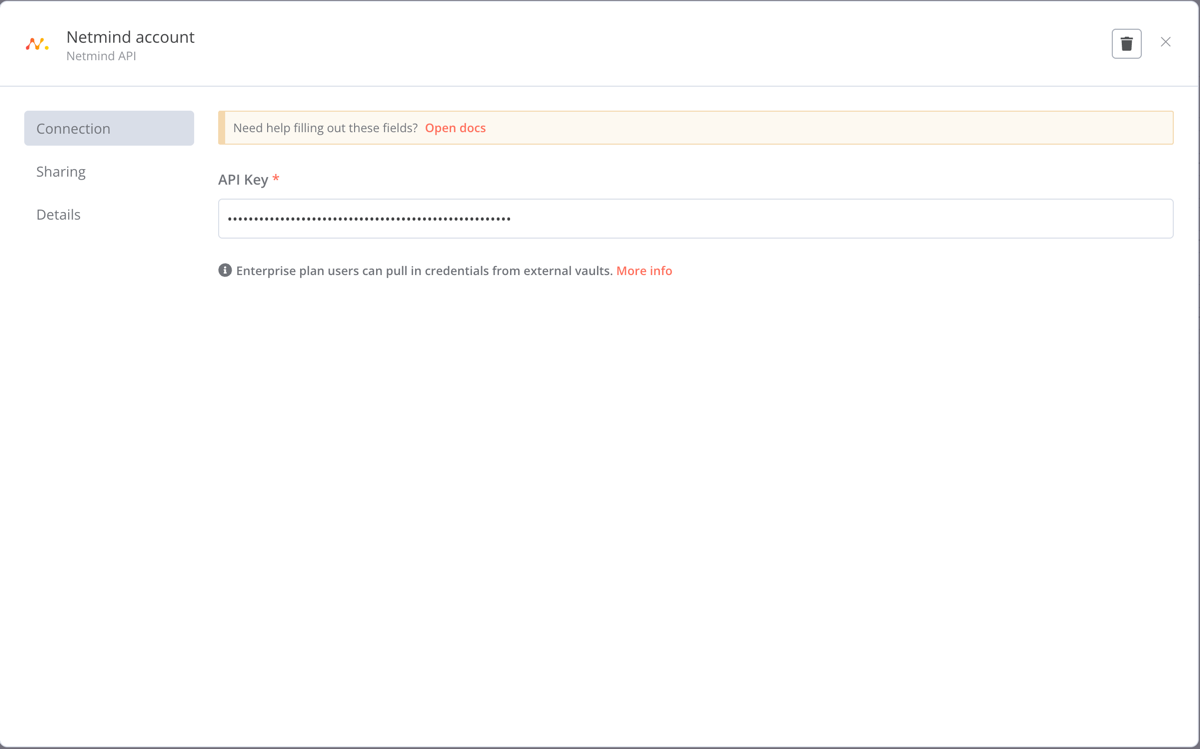 Netmind account
Netmind API
Connection
Sharing
Details
Need help filling out these fields? Open docs
API Key *
••••••••••••••••••••••••••••••••••••••••••••••••••••••
Enterprise plan users can pull in credentials from external vaults. More info